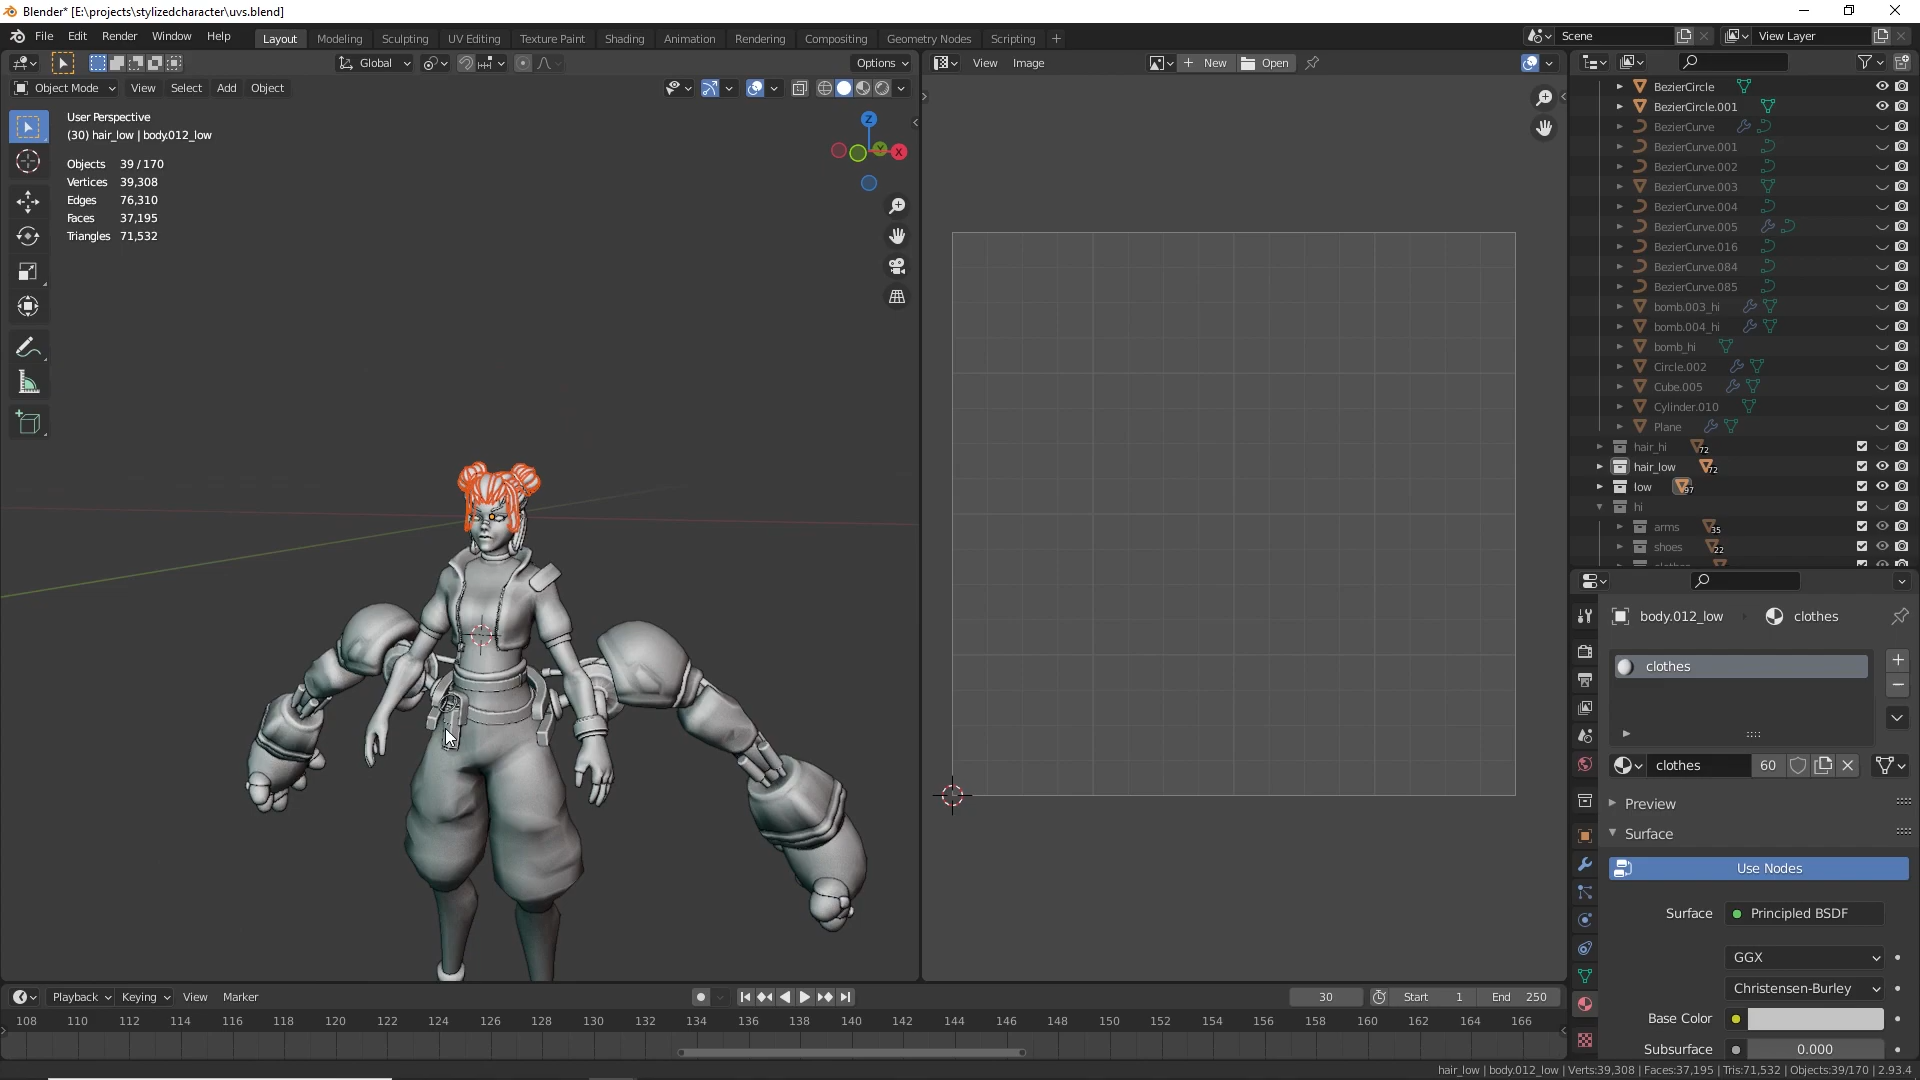 Blender* [E:\projects\stylizedcharacter\uvs.blend]
File Edit Render Window Help
Layout Modeling Sculpting UV Editing Texture Paint Shading Animation Rendering Compositing Geometry Nodes Scripting +
Scene View Layer
Global Options
View Image + New Open
Object Mode View Select Add Object
User Perspective
(30) hair_low | body.012_low
Objects 39 / 170
Vertices 39,308
Edges 76,310
Faces 37,195
Triangles 71,532
Z
Y
X
BezierCircle
BezierCircle.001
BezierCurve
BezierCurve.001
BezierCurve.002
BezierCurve.003
BezierCurve.004
BezierCurve.005
BezierCurve.016
BezierCurve.084
BezierCurve.085
bomb.003_hi
bomb.004_hi
bomb_hi
Circle.002
Cube.005
Cylinder.010
Plane
hair_hi 72
hair_low 72
low 97
hi
arms 35
shoes 22
body.012_low clothes
clothes
clothes 60
Preview
Surface
Use Nodes
Surface Principled BSDF
GGX
Christensen-Burley
Base Color
Subsurface 0.000
Playback Keying View Marker
30 Start 1 End 250
108 110 112 114 116 118 120 122 124 126 128 130 132 134 136 138 140 142 144 146 148 150 152 154 156 158 160 162 164 166
hair_low | body.012_low | Verts:39,308 | Faces:37,195 | Tris:71,532 | Objects:39/170 | 2.93.4